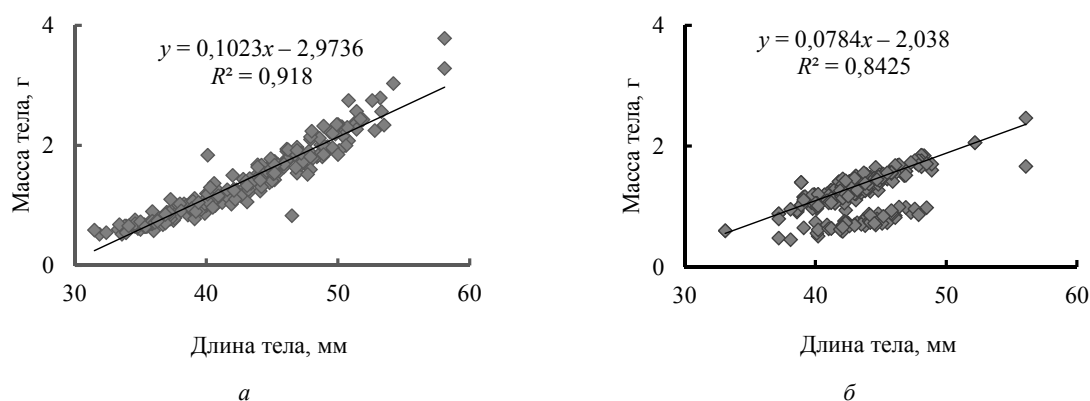 4
y = 0,1023x – 2,9736
R² = 0,918
Масса тела, г
2
0
30
40
50
60
Длина тела, мм
а
4
y = 0,0784x – 2,038
R² = 0,8425
Масса тела, г
2
0
30
40
50
60
Длина тела, мм
б